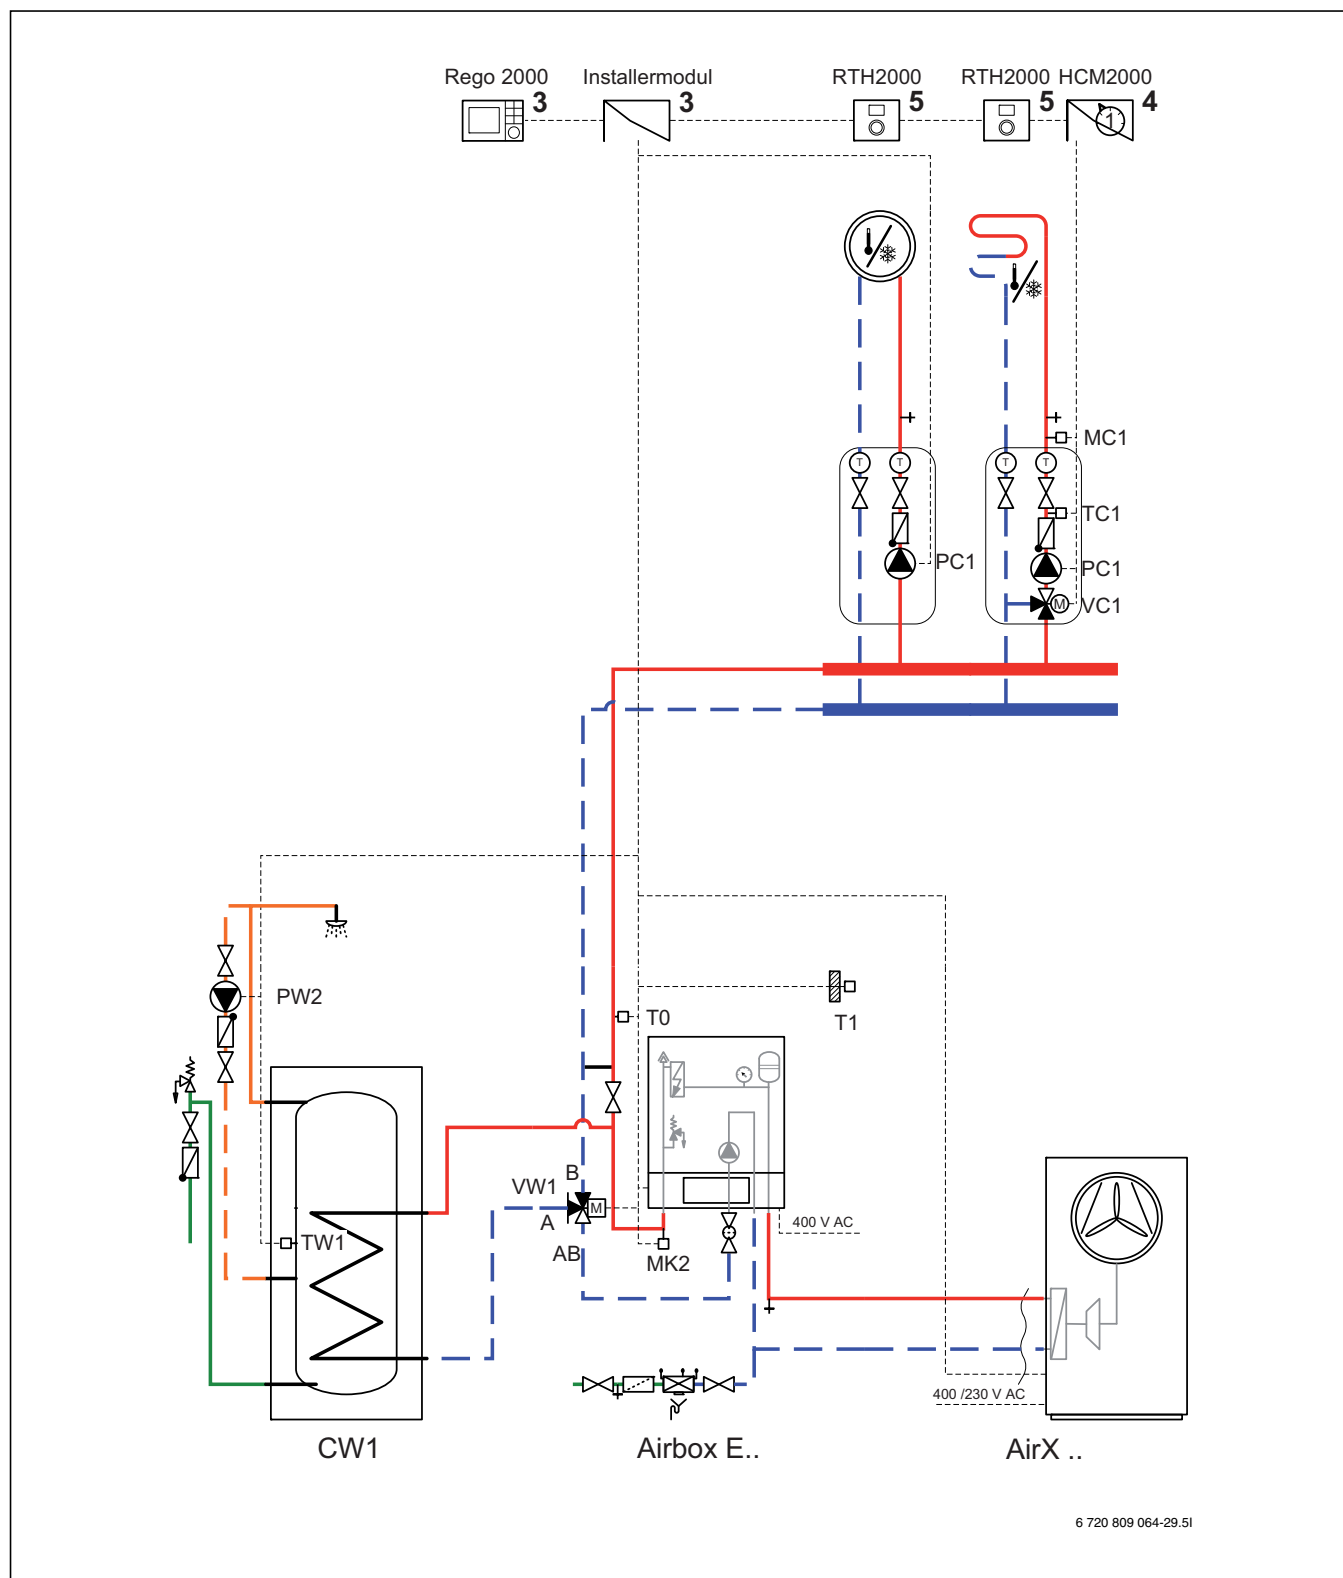 Rego 2000
3
Installermodul
3
RTH2000
5
RTH2000
5
HCM2000
4
1
MC1
T
T
T
T
TC1
PC1
PC1
M
VC1
PW2
T0
T1
B
VW1
M
A
AB
TW1
MK2
400 V AC
400 /230 V AC
CW1
Airbox E..
AirX ..
6 720 809 064-29.5I